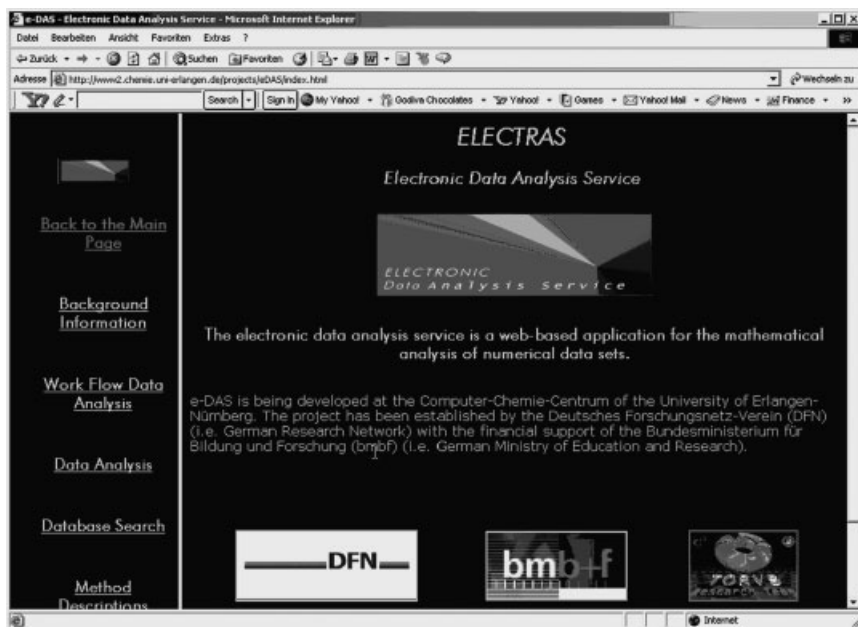 e-DAS - Electronic Data Analysis Service - Microsoft Internet Explorer
Datei Bearbeiten Ansicht Favoriten Extras ?
Zurück Suchen Favoriten
Adresse http://www2.chemie.uni-erlangen.de/projects/eDAS/index.html Wechseln zu
Search Sign In My Yahoo! Godiva Chocolates Yahoo! Games Yahoo! Mail News Finance »
ELECTRAS
Electronic Data Analysis Service
ELECTRONIC
Data Analysis Service
The electronic data analysis service is a web-based application for the mathematical
analysis of numerical data sets.
e-DAS is being developed at the Computer-Chemie-Centrum of the University of Erlangen-
Nürnberg. The project has been established by the Deutsches Forschungsnetz-Verein (DFN)
(i.e. German Research Network) with the financial support of the Bundesministerium für
Bildung und Forschung (bmbf) (i.e. German Ministry of Education and Research).
Back to the Main
Page
Background
Information
Work Flow Data
Analysis
Data Analysis
Database Search
Method
Descriptions
DFN
bmb+f
Internet